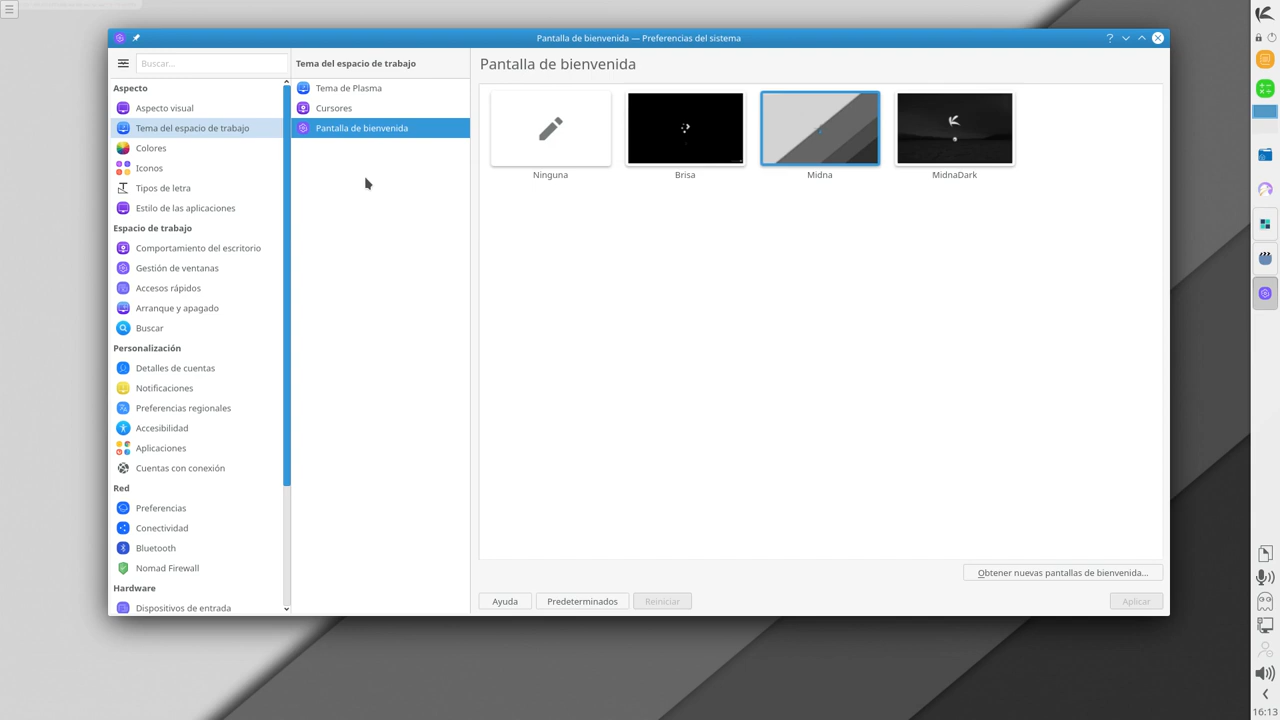 Pantalla de bienvenida — Preferencias del sistema
Buscar...
Aspecto
Aspecto visual
Tema del espacio de trabajo
Colores
Iconos
Tipos de letra
Estilo de las aplicaciones
Espacio de trabajo
Comportamiento del escritorio
Gestión de ventanas
Accesos rápidos
Arranque y apagado
Buscar
Personalización
Detalles de cuentas
Notificaciones
Preferencias regionales
Accesibilidad
Aplicaciones
Cuentas con conexión
Red
Preferencias
Conectividad
Bluetooth
Nomad Firewall
Hardware
Dispositivos de entrada
Tema del espacio de trabajo
Tema de Plasma
Cursores
Pantalla de bienvenida
Pantalla de bienvenida
Ninguna
Brisa
Midna
MidnaDark
Obtener nuevas pantallas de bienvenida...
Ayuda
Predeterminados
Reiniciar
Aplicar
16:13